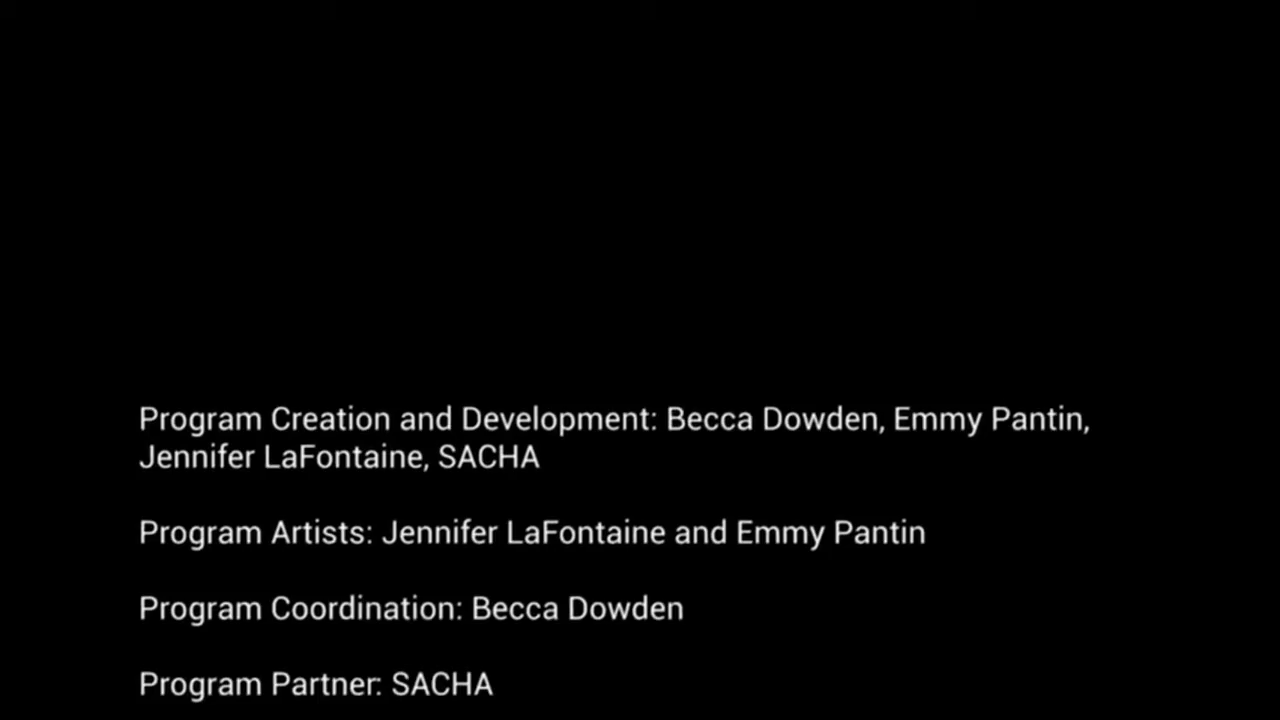 Program Creation and Development: Becca Dowden, Emmy Pantin,
Jennifer LaFontaine, SACHA
Program Artists: Jennifer LaFontaine and Emmy Pantin
Program Coordination: Becca Dowden
Program Partner: SACHA